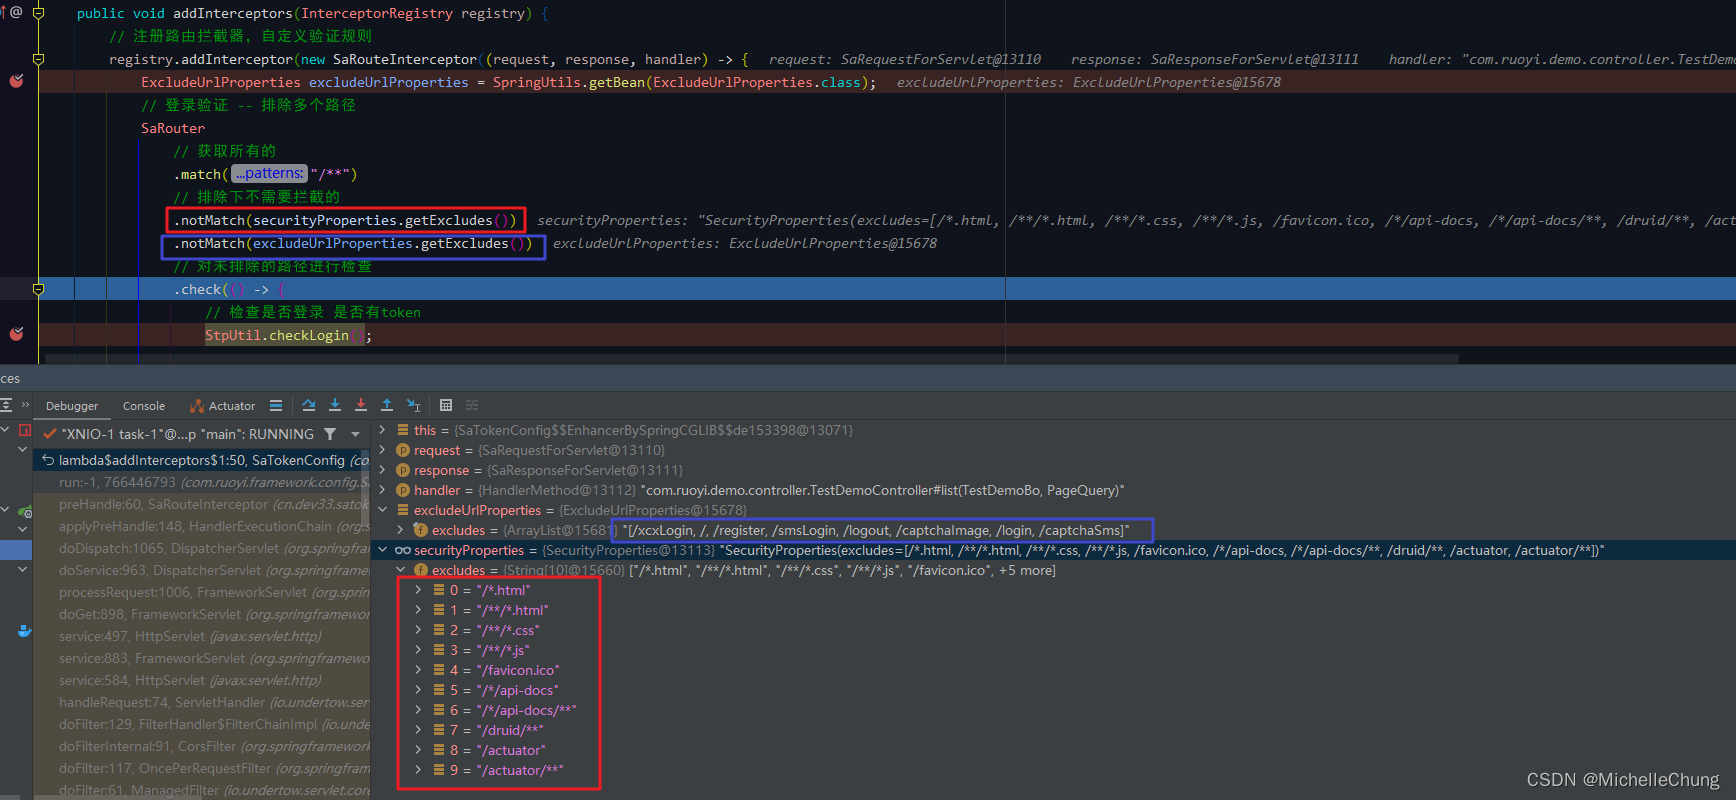 public void addInterceptors(InterceptorRegistry registry) {
// 注册路由拦截器，自定义验证规则
registry.addInterceptor(new SaRouteInterceptor((request, response, handler) -> { request: SaRequestForServlet@13110 response: SaResponseForServlet@13111 handler: "com.ruoyi.demo.controller.TestDemo
ExcludeUrlProperties excludeUrlProperties = SpringUtils.getBean(ExcludeUrlProperties.class); excludeUrlProperties: ExcludeUrlProperties@15678
// 登录验证 -- 排除多个路径
SaRouter
// 获取所有的
.match( ...patterns: "/**")
// 排除下不需要拦截的
.notMatch(securityProperties.getExcludes()) securityProperties: "SecurityProperties(excludes=[/*.html, /**/*.html, /**/*.css, /**/*.js, /favicon.ico, /*/api-docs, /*/api-docs/**, /druid/**, /act
.notMatch(excludeUrlProperties.getExcludes()) excludeUrlProperties: ExcludeUrlProperties@15678
// 对未排除的路径进行检查
.check(() -> {
// 检查是否登录 是否有token
StpUtil.checkLogin();
ces
Debugger Console Actuator
"XNIO-1 task-1"@...p "main": RUNNING
lambda$addInterceptors$1:50, SaTokenConfig (co
run:-1, 766446793 (com.ruoyi.framework.config.S
preHandle:60, SaRouteInterceptor (cn.dev33.satok
applyPreHandle:148, HandlerExecutionChain (org.s
doDispatch:1065, DispatcherServlet (org.springfram
doService:963, DispatcherServlet (org.springframew
processRequest:1006, FrameworkServlet (org.sprin
doGet:898, FrameworkServlet (org.springframewor
service:497, HttpServlet (javax.servlet.http)
service:883, FrameworkServlet (org.springframewo
service:584, HttpServlet (javax.servlet.http)
handleRequest:74, ServletHandler (io.undertow.ser
doFilter:129, FilterHandler$FilterChainImpl (io.unde
doFilterInternal:91, CorsFilter (org.springframework
doFilter:117, OncePerRequestFilter (org.springfram
doFilter:61, ManagedFilter (io.undertow.servlet.core
this = {SaTokenConfig$$EnhancerBySpringCGLIB$$de153398@13071}
request = {SaRequestForServlet@13110}
response = {SaResponseForServlet@13111}
handler = {HandlerMethod@13112} "com.ruoyi.demo.controller.TestDemoController#list(TestDemoBo, PageQuery)"
excludeUrlProperties = {ExcludeUrlProperties@15678}
excludes = {ArrayList@15681} "[/xcxLogin, /, /register, /smsLogin, /logout, /captchaImage, /login, /captchaSms]"
securityProperties = {SecurityProperties@13113} "SecurityProperties(excludes=[/*.html, /**/*.html, /**/*.css, /**/*.js, /favicon.ico, /*/api-docs, /*/api-docs/**, /druid/**, /actuator, /actuator/**])"
excludes = {String[10]@15660} ["/*.html", "/**/*.html", "/**/*.css", "/**/*.js", "/favicon.ico", +5 more]
0 = "/*.html"
1 = "/**/*.html"
2 = "/**/*.css"
3 = "/**/*.js"
4 = "/favicon.ico"
5 = "/*/api-docs"
6 = "/*/api-docs/**"
7 = "/druid/**"
8 = "/actuator"
9 = "/actuator/**"
CSDN @MichelleChung